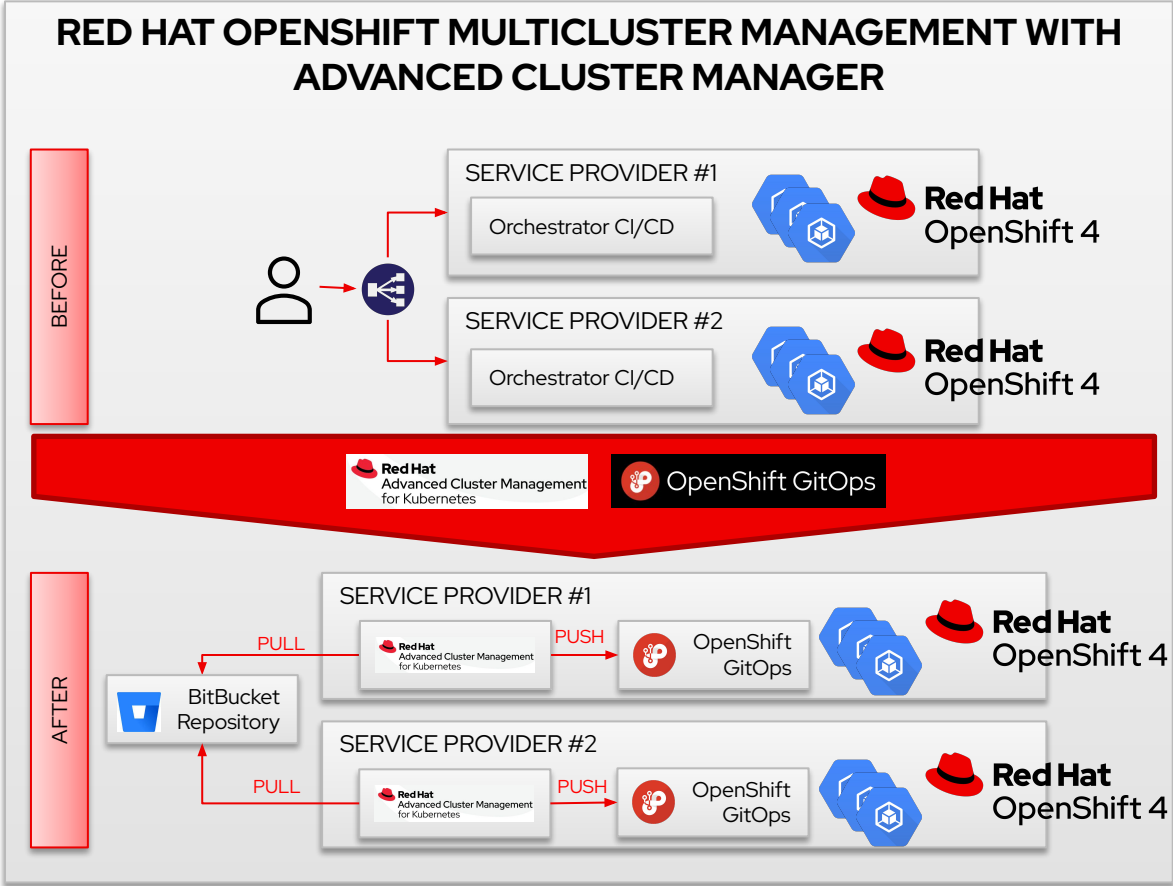 RED HAT OPENSHIFT MULTICLUSTER MANAGEMENT WITH
ADVANCED CLUSTER MANAGER
BEFORE
SERVICE PROVIDER #1
Orchestrator CI/CD
Red Hat
OpenShift 4
SERVICE PROVIDER #2
Orchestrator CI/CD
Red Hat
OpenShift 4
Red Hat
Advanced Cluster Management
for Kubernetes
OpenShift GitOps
AFTER
BitBucket
Repository
SERVICE PROVIDER #1
PULL
Red Hat
Advanced Cluster Management
for Kubernetes
PUSH
OpenShift
GitOps
Red Hat
OpenShift 4
SERVICE PROVIDER #2
PULL
Red Hat
Advanced Cluster Management
for Kubernetes
PUSH
OpenShift
GitOps
Red Hat
OpenShift 4